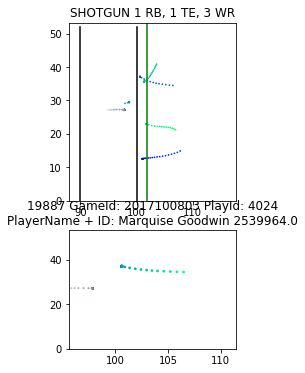 SHOTGUN 1 RB, 1 TE, 3 WR
50
40
30
20
10
0
90 100 110
19887 GameId: 2017100803 PlayId: 4024
PlayerName + ID: Marquise Goodwin 2539964.0
40
20
0
100 105 110